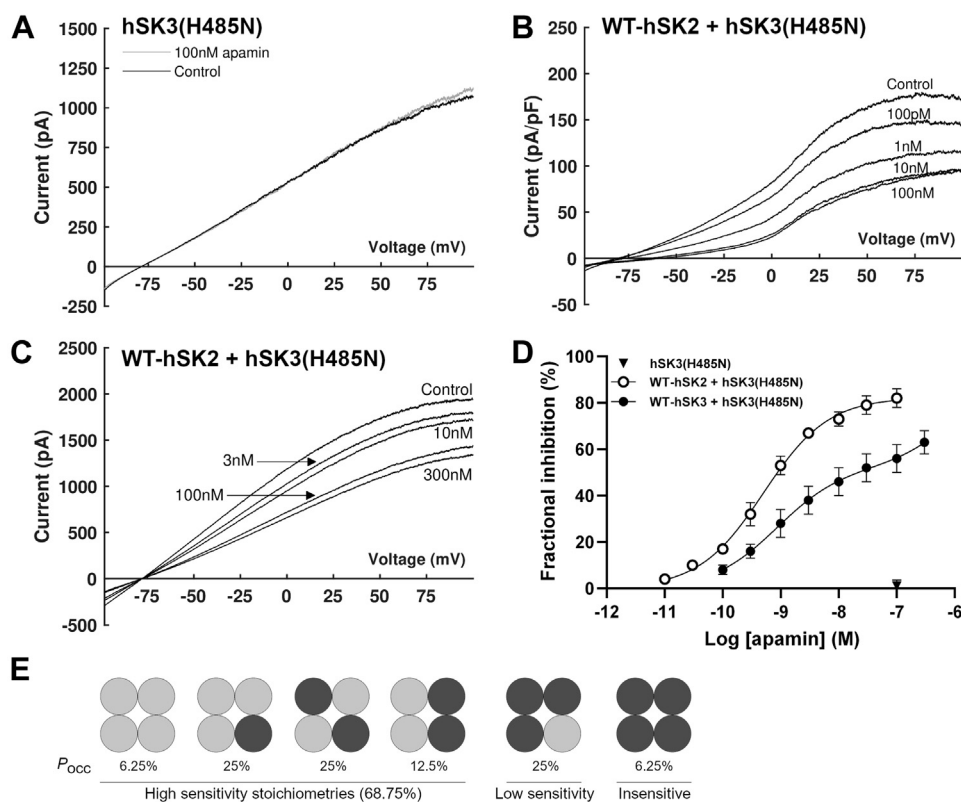 A
hSK3(H485N)
100nM apamin
Control
1500
1250
1000
750
500
250
0
-250
Current (pA)
Voltage (mV)
-75 -50 -25 0 25 50 75
B
WT-hSK2 + hSK3(H485N)
200
150
100
50
0
-50
Current (pA/pF)
Control
100pM
1nM
10nM
100nM
Voltage (mV)
-75 -50 -25 0 25 50 75
C
WT-hSK2 + hSK3(H485N)
2500
2000
1500
1000
500
0
-500
Current (pA)
Control
3nM
10nM
100nM
300nM
Voltage (mV)
-75 -50 -25 0 25 50 75
D
hSK3(H485N)
WT-hSK2 + hSK3(H485N)
WT-hSK3 + hSK3(H485N)
100
80
60
40
20
0
Fractional inhibition (%)
-12 -11 -10 -9 -8 -7 -6
Log [apamin] (M)
E
Pocc 6.25% 25% 25% 12.5% 25% 6.25%
High sensitivity stoichiometries (68.75%) Low sensitivity Insensitive